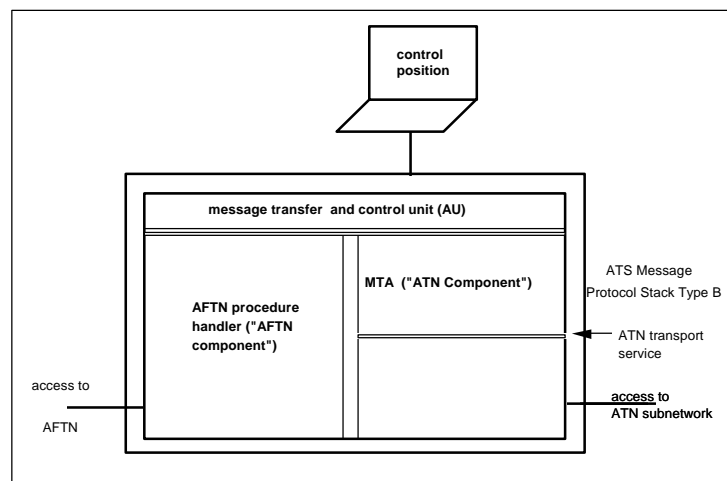 control
position
message transfer and control unit (AU)
MTA ("ATN Component")
AFTN procedure
handler ("AFTN
component")
ATS Message
Protocol Stack Type B
ATN transport
service
access to
AFTN
access to
ATN subnetwork